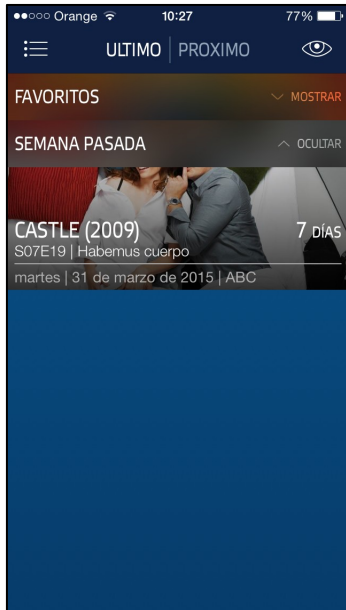 Orange 10:27 77%
ULTIMO | PROXIMO
FAVORITOS MOSTRAR
SEMANA PASADA OCULTAR
CASTLE (2009) 7 DÍAS
S07E19 | Habemus cuerpo
martes | 31 de marzo de 2015 | ABC